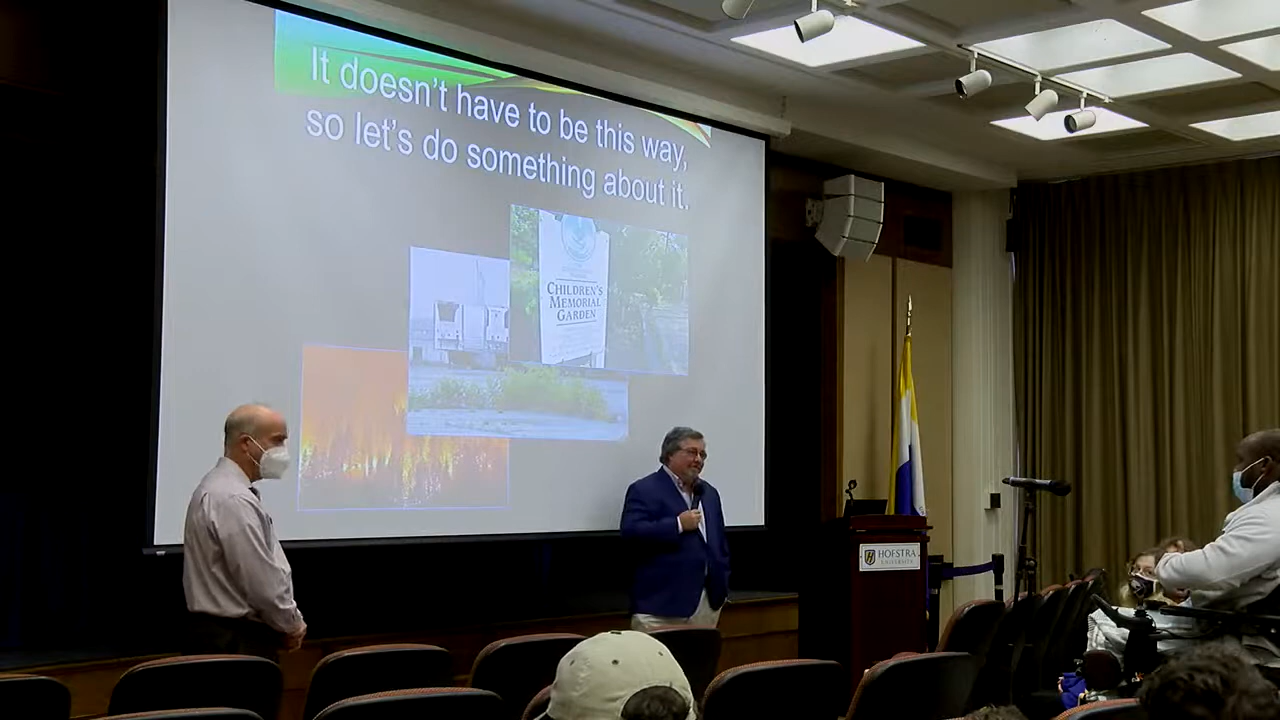 It doesn't have to be this way,
so let's do something about it.
CHILDREN'S
MEMORIAL
GARDEN
HOFSTRA
UNIVERSITY